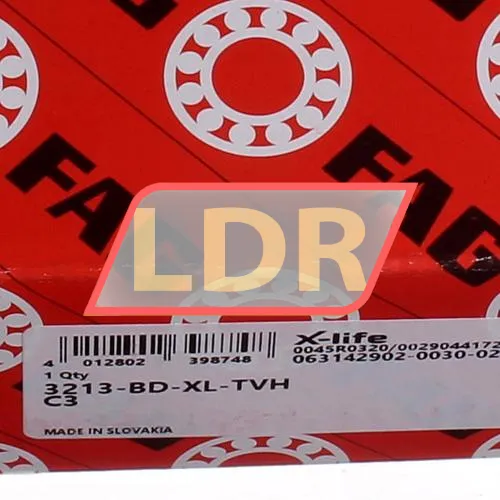 FAG
FAG
FAG
LDR
4 012802 398748
X-life
0045R0320/0029044172
063142902-0030-02
1 Qty
3213-BD-XL-TVH
C3
MADE IN SLOVAKIA